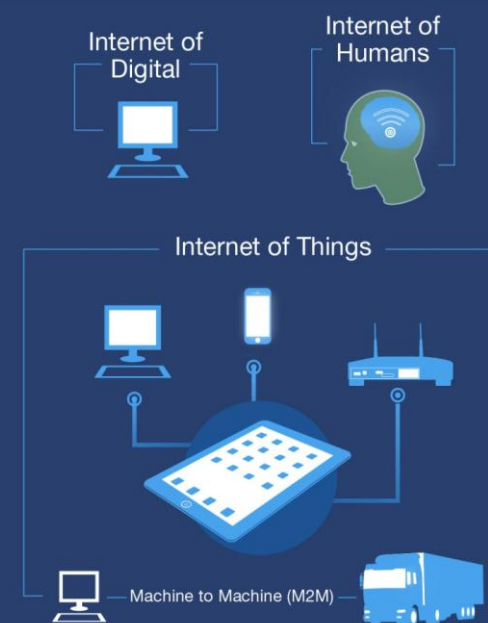 Internet of
Digital
Internet of
Humans
Internet of Things
Machine to Machine (M2M)